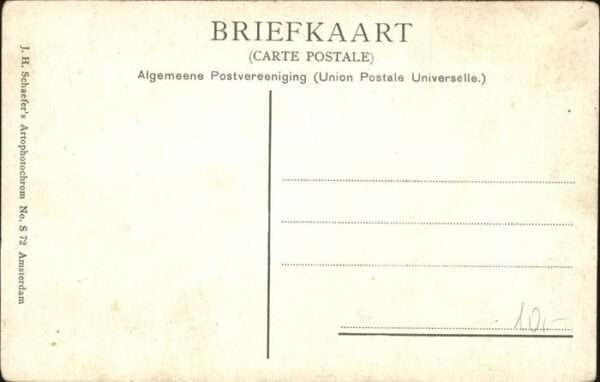 BRIEFKAART
(CARTE POSTALE)
Algemeene Postvereeniging (Union Postale Universelle.)
J. H. Schaefer's Artophotochrom No. S 72 Amsterdam
10,-